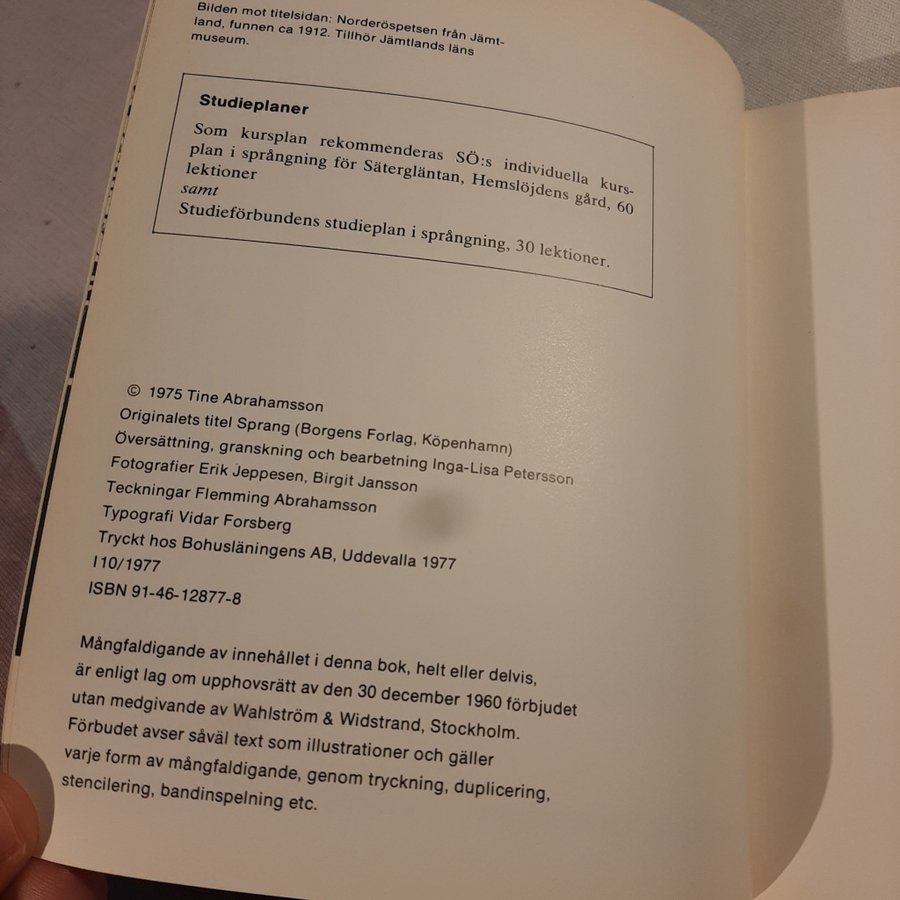 Bilden mot titelsidan: Norderöspetsen från Jämt-
land, funnen ca 1912. Tillhör Jämtlands läns
museum.
Studieplaner
Som kursplan rekommenderas SÖ:s individuella kurs-
plan i språngning för Sätergläntan, Hemslöjdens gård, 60
lektioner
samt
Studieförbundens studieplan i språngning, 30 lektioner.
© 1975 Tine Abrahamsson
Originalets titel Sprang (Borgens Forlag, Köpenhamn)
Översättning, granskning och bearbetning Inga-Lisa Petersson
Fotografier Erik Jeppesen, Birgit Jansson
Teckningar Flemming Abrahamsson
Typografi Vidar Forsberg
Tryckt hos Bohusläningens AB, Uddevalla 1977
I 10/1977
ISBN 91-46-12877-8
Mångfaldigande av innehållet i denna bok, helt eller delvis,
är enligt lag om upphovsrätt av den 30 december 1960 förbjudet
utan medgivande av Wahlström & Widstrand, Stockholm.
Förbudet avser såväl text som illustrationer och gäller
varje form av mångfaldigande, genom tryckning, duplicering,
stencilering, bandinspelning etc.